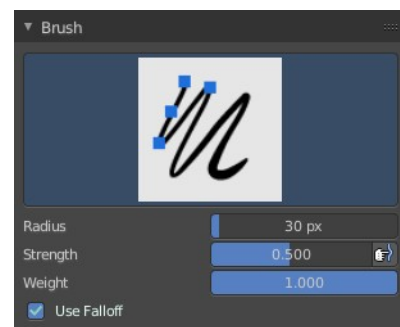 Brush
Radius 30 px
Strength 0.500
Weight 1.000
Use Falloff